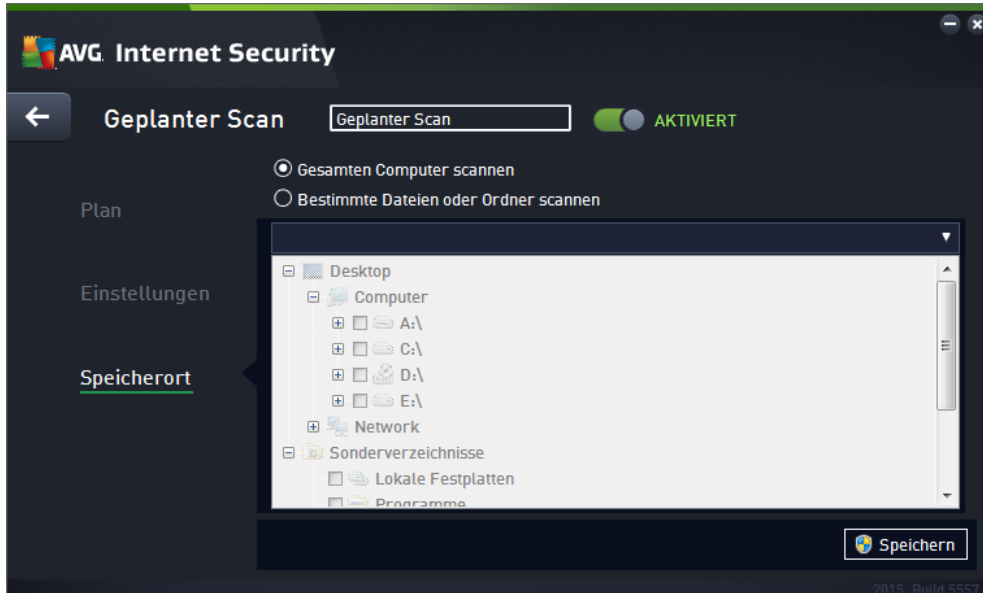 AVG. Internet Security
Geplanter Scan
Geplanter Scan
AKTIVIERT
Gesamten Computer scannen
Bestimmte Dateien oder Ordner scannen
Plan
Einstellungen
Speicherort
Desktop
Computer
A:\
C:\
D:\
E:\
Network
Sonderverzeichnisse
Lokale Festplatten
Programme
Speichern
2015. Build 5557